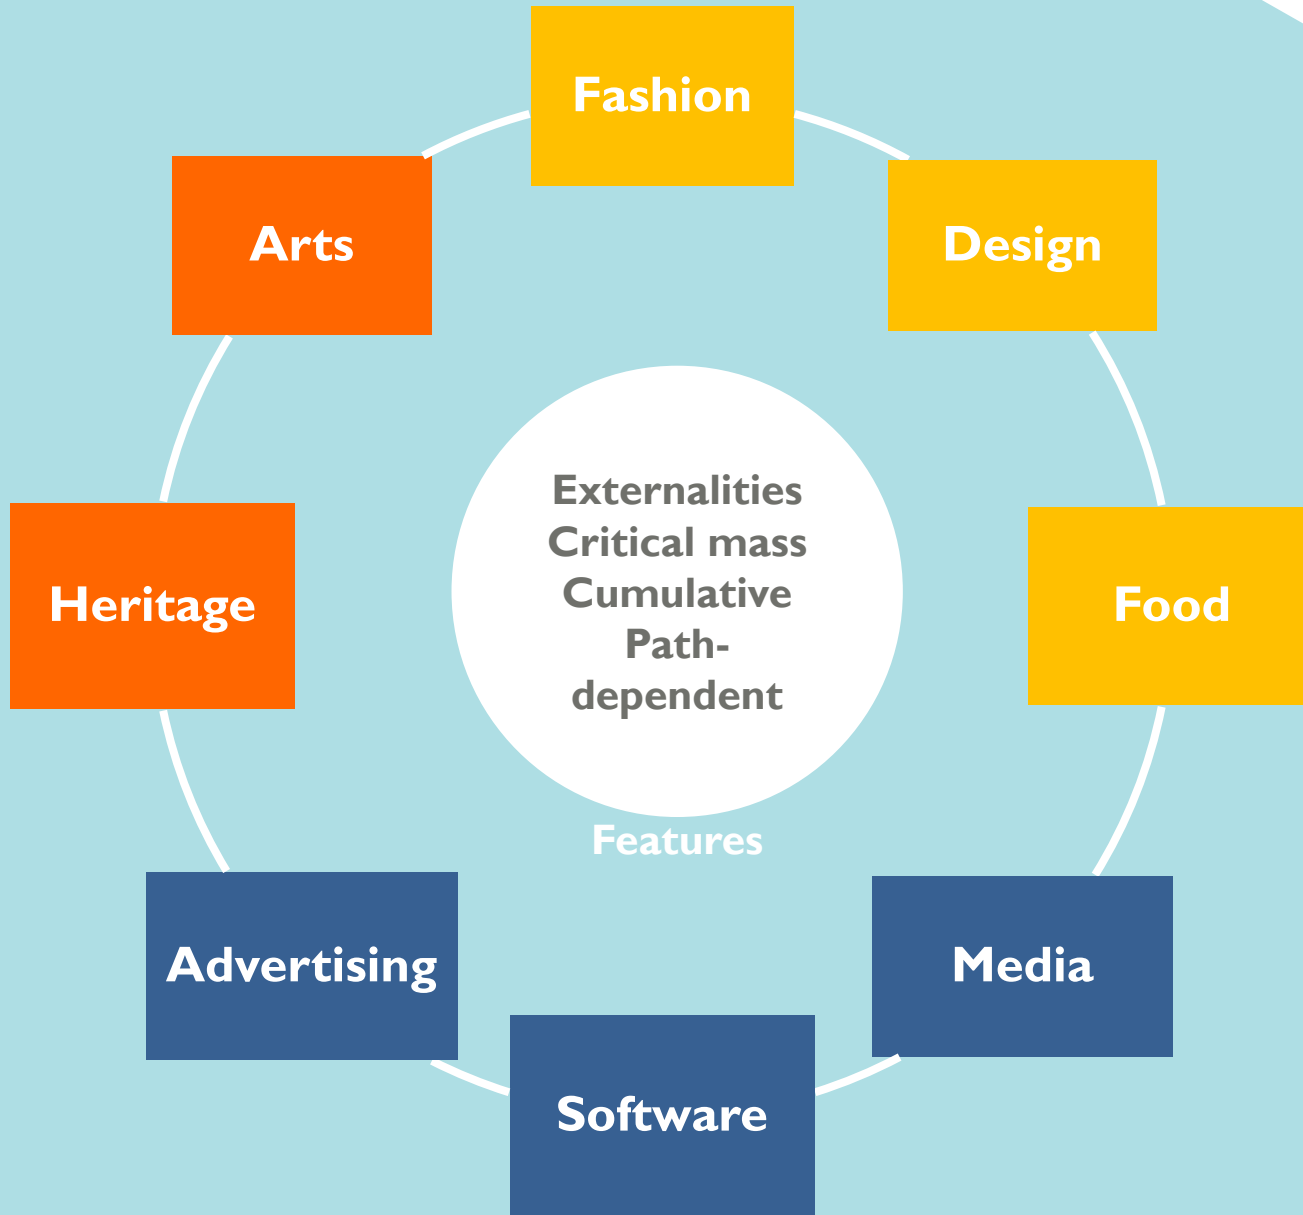 Fashion
Arts
Design
Externalities
Critical mass
Cumulative
Path-
dependent
Heritage
Food
Features
Advertising
Media
Software